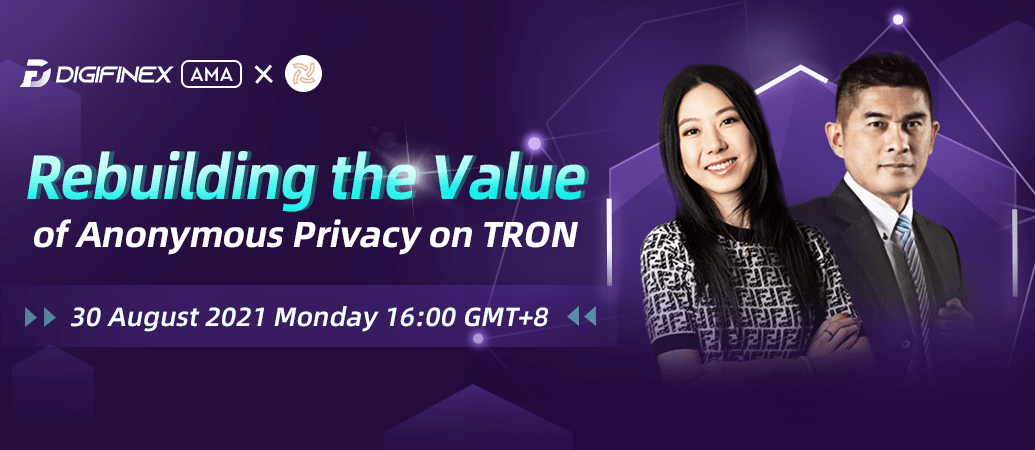 DIGIFINEX AMA X
Rebuilding the Value
of Anonymous Privacy on TRON
30 August 2021 Monday 16:00 GMT+8